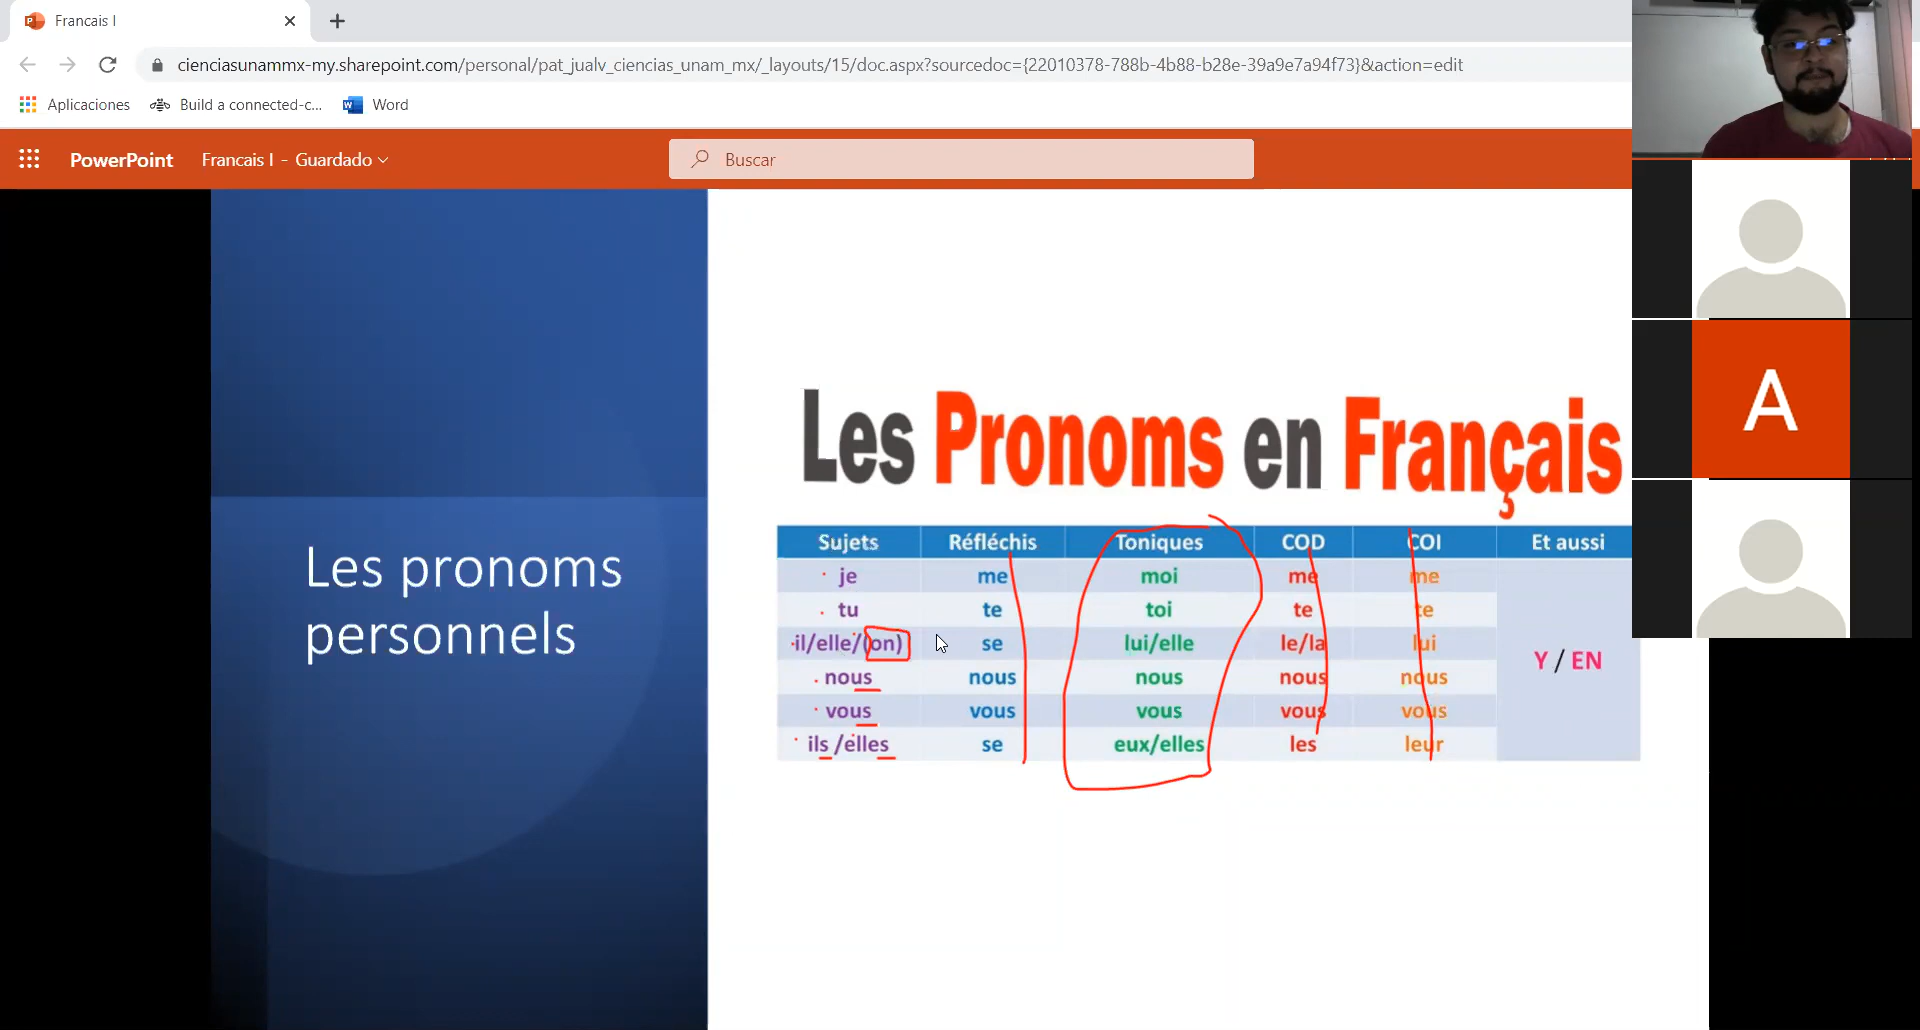 Francais I
cienciasunammx-my.sharepoint.com/personal/pat_jualv_ciencias_unam_mx/_layouts/15/doc.aspx?sourcedoc={22010378-788b-4b88-b28e-39a9e7a94f73}&action=edit
Aplicaciones Build a connected-c... Word
PowerPoint Francais I - Guardado Buscar
Les pronoms
personnels
Les Pronoms en Français
Sujets Réfléchis Toniques COD COI Et aussi
je me moi me me
tu te toi te te
il/elle/(on) se lui/elle le/la lui
Y / EN
nous nous nous nous nous
vous vous vous vous vous
ils /elles se eux/elles les leur
A